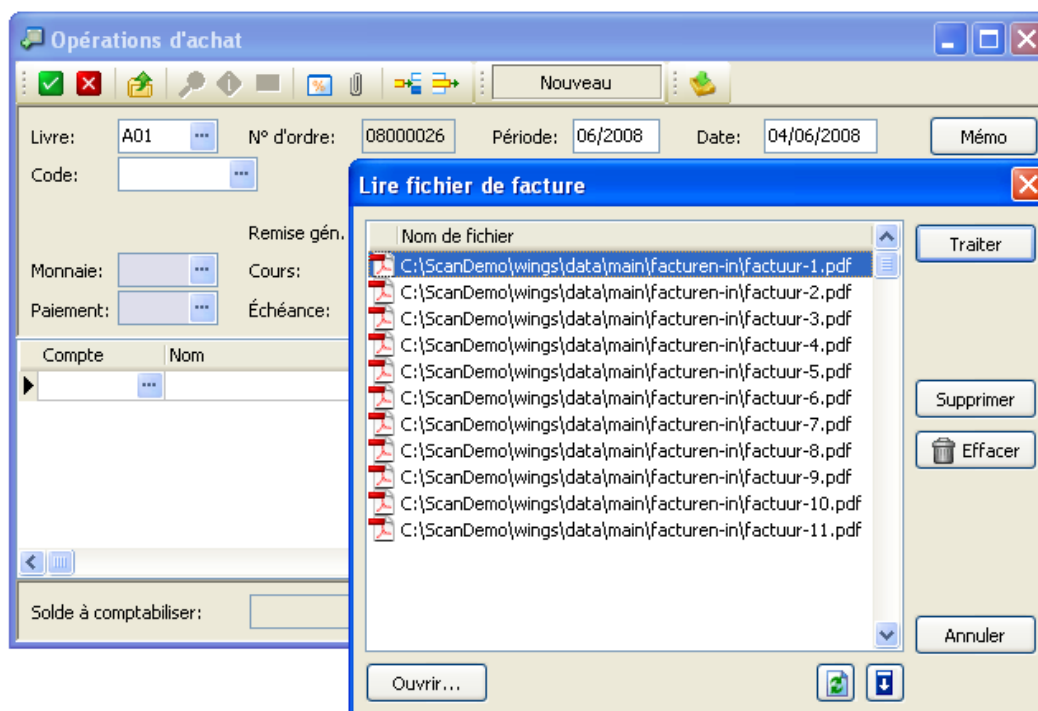 Opérations d'achat
Nouveau
Livre: A01 N° d'ordre: 08000026 Période: 06/2008 Date: 04/06/2008 Mémo
Code:
Remise gén.
Monnaie: Cours:
Paiement: Échéance:
Compte Nom
Solde à comptabiliser:
Lire fichier de facture
Nom de fichier
C:\ScanDemo\wings\data\main\facturen-in\factuur-1.pdf
C:\ScanDemo\wings\data\main\facturen-in\factuur-2.pdf
C:\ScanDemo\wings\data\main\facturen-in\factuur-3.pdf
C:\ScanDemo\wings\data\main\facturen-in\factuur-4.pdf
C:\ScanDemo\wings\data\main\facturen-in\factuur-5.pdf
C:\ScanDemo\wings\data\main\facturen-in\factuur-6.pdf
C:\ScanDemo\wings\data\main\facturen-in\factuur-7.pdf
C:\ScanDemo\wings\data\main\facturen-in\factuur-8.pdf
C:\ScanDemo\wings\data\main\facturen-in\factuur-9.pdf
C:\ScanDemo\wings\data\main\facturen-in\factuur-10.pdf
C:\ScanDemo\wings\data\main\facturen-in\factuur-11.pdf
Traiter
Supprimer
Effacer
Annuler
Ouvrir...